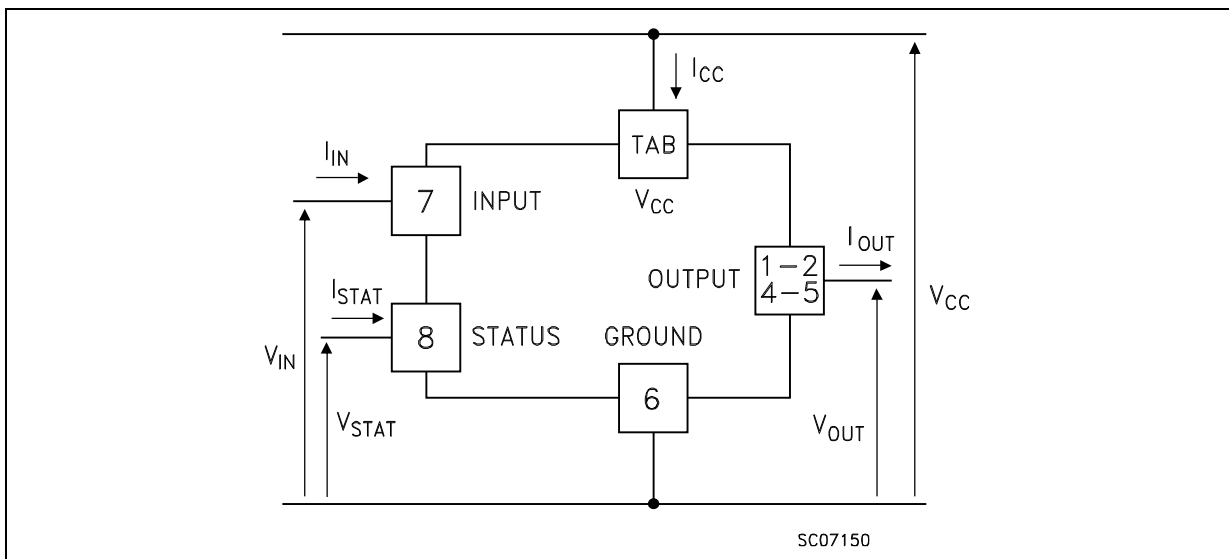 I_CC
TAB
V_CC
I_IN
7
INPUT
I_OUT
OUTPUT
1-2
4-5
V_CC
I_STAT
8
STATUS
GROUND
6
V_IN
V_STAT
V_OUT
SC07150